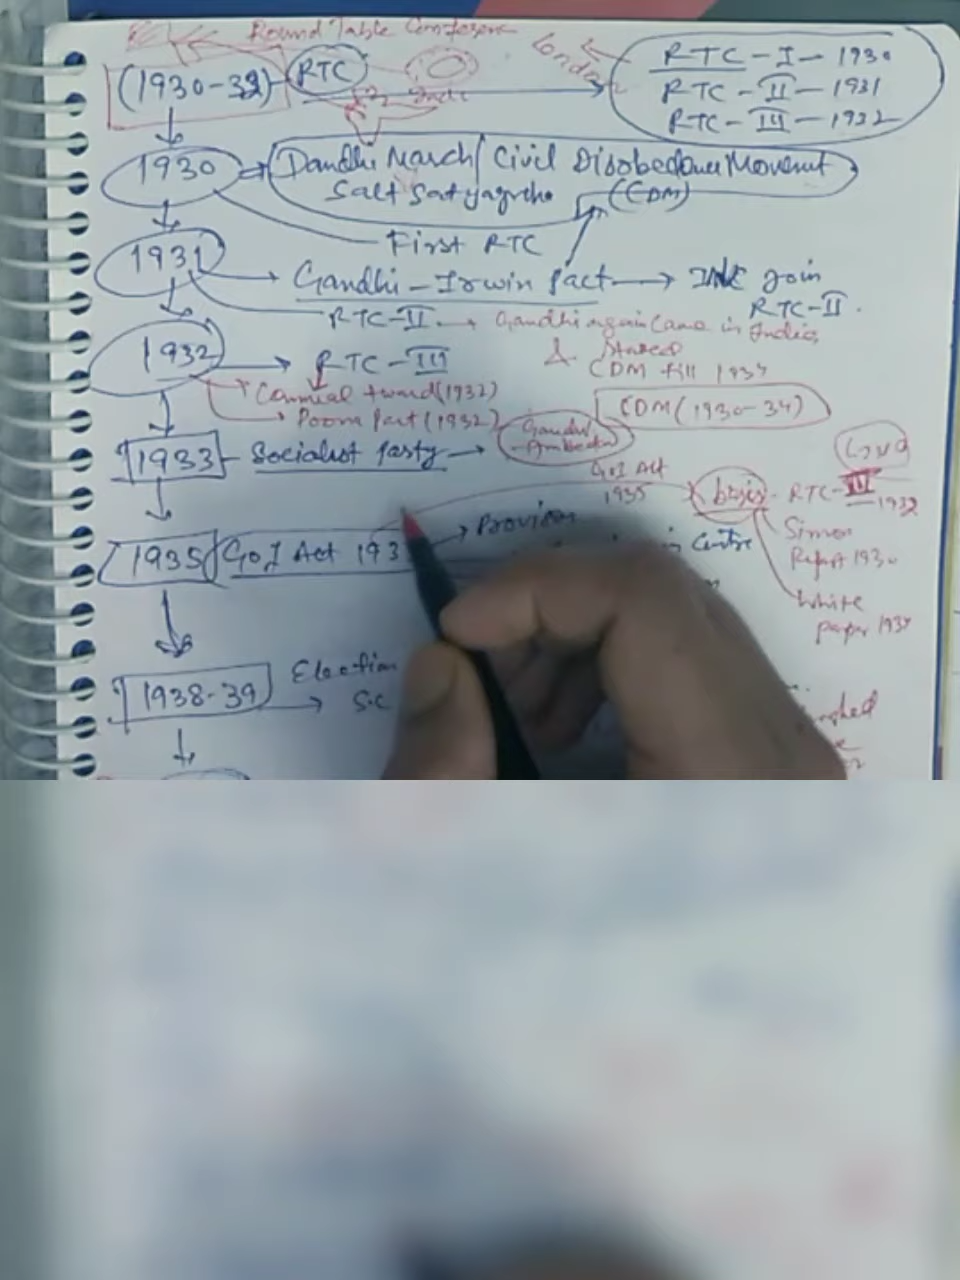 Round Table Conference
(1930-32) RTC
London
RTC - I - 1930
RTC - II - 1931
RTC - III - 1932
1930 Dandhi March / Civil Disobedience Movement
Salt Satyagrha (CDM)
First RTC
1931 Gandhi - Irwin Pact INC join
RTC-II.
RTC-II Gandhi again came in India
& Started
CDM till 1934
1932 RTC-III
Award (1932)
CDM (1930-34)
Poona Pact (1932) Gandhi
Ambedkar
1933 - Socialist Party
GoI Act
1935
basis - RTC-III 1932
1935 GoI Act 193 Provision
in Centre
Simon
Report 1930
White
paper 193
1938-39 Election
S.C